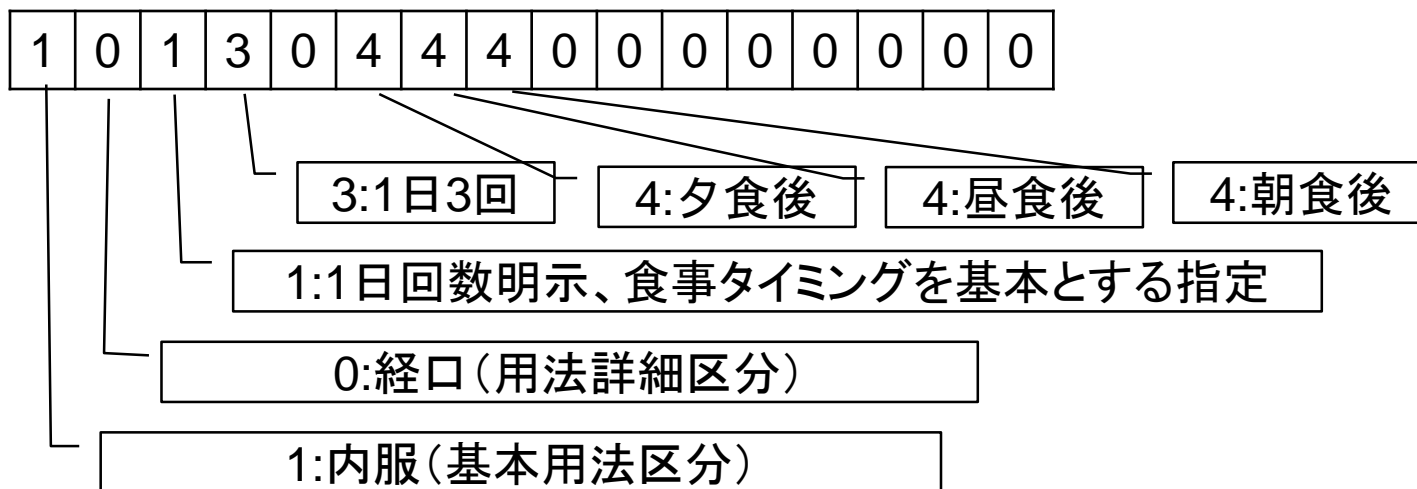 1 0 1 3 0 4 4 4 0 0 0 0 0 0 0 0
3:1日3回 4:夕食後 4:昼食後 4:朝食後
1:1日回数明示、食事タイミングを基本とする指定
0:経口(用法詳細区分)
1:内服(基本用法区分)